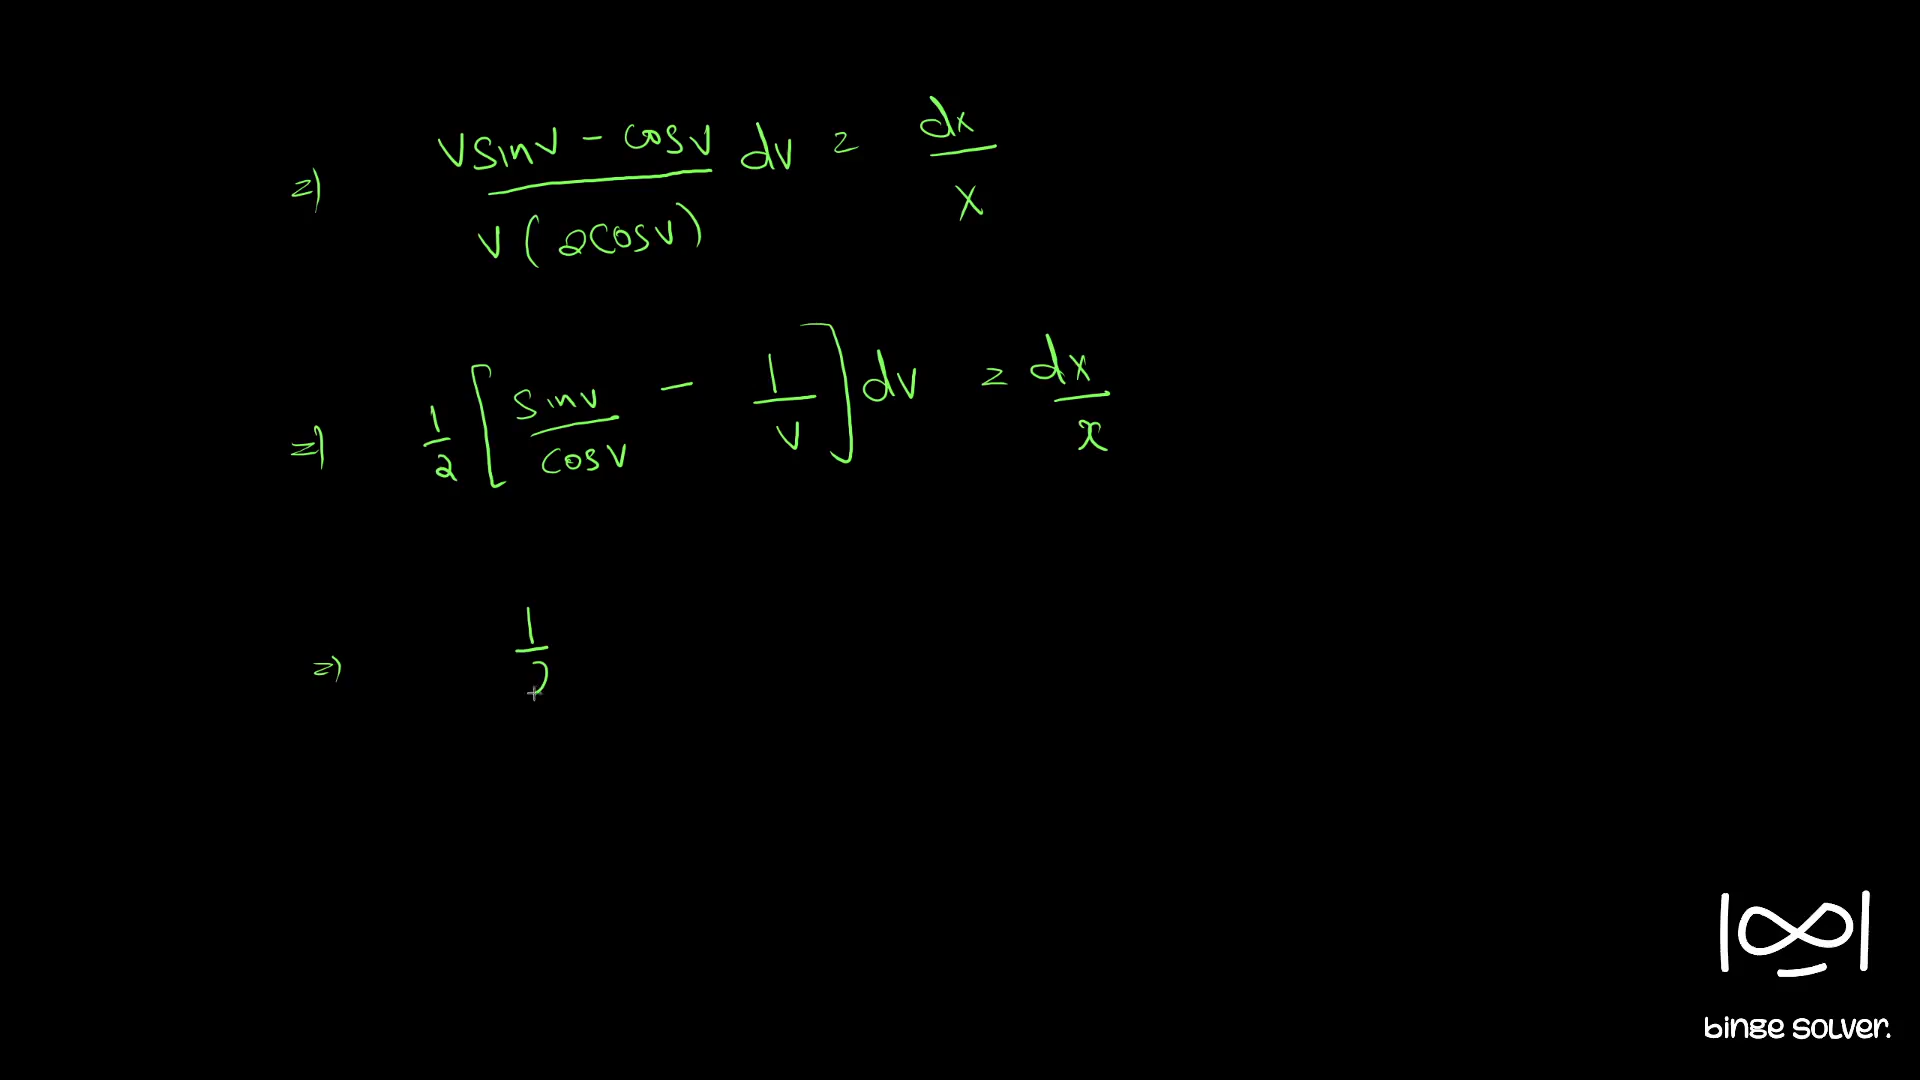 ⇒ (v sin v - cos v) / (v(2cos v)) dv = dx / x
⇒ 1/2 [ sin v / cos v - 1/v ] dv = dx / x
⇒ 1/2
binge solver.